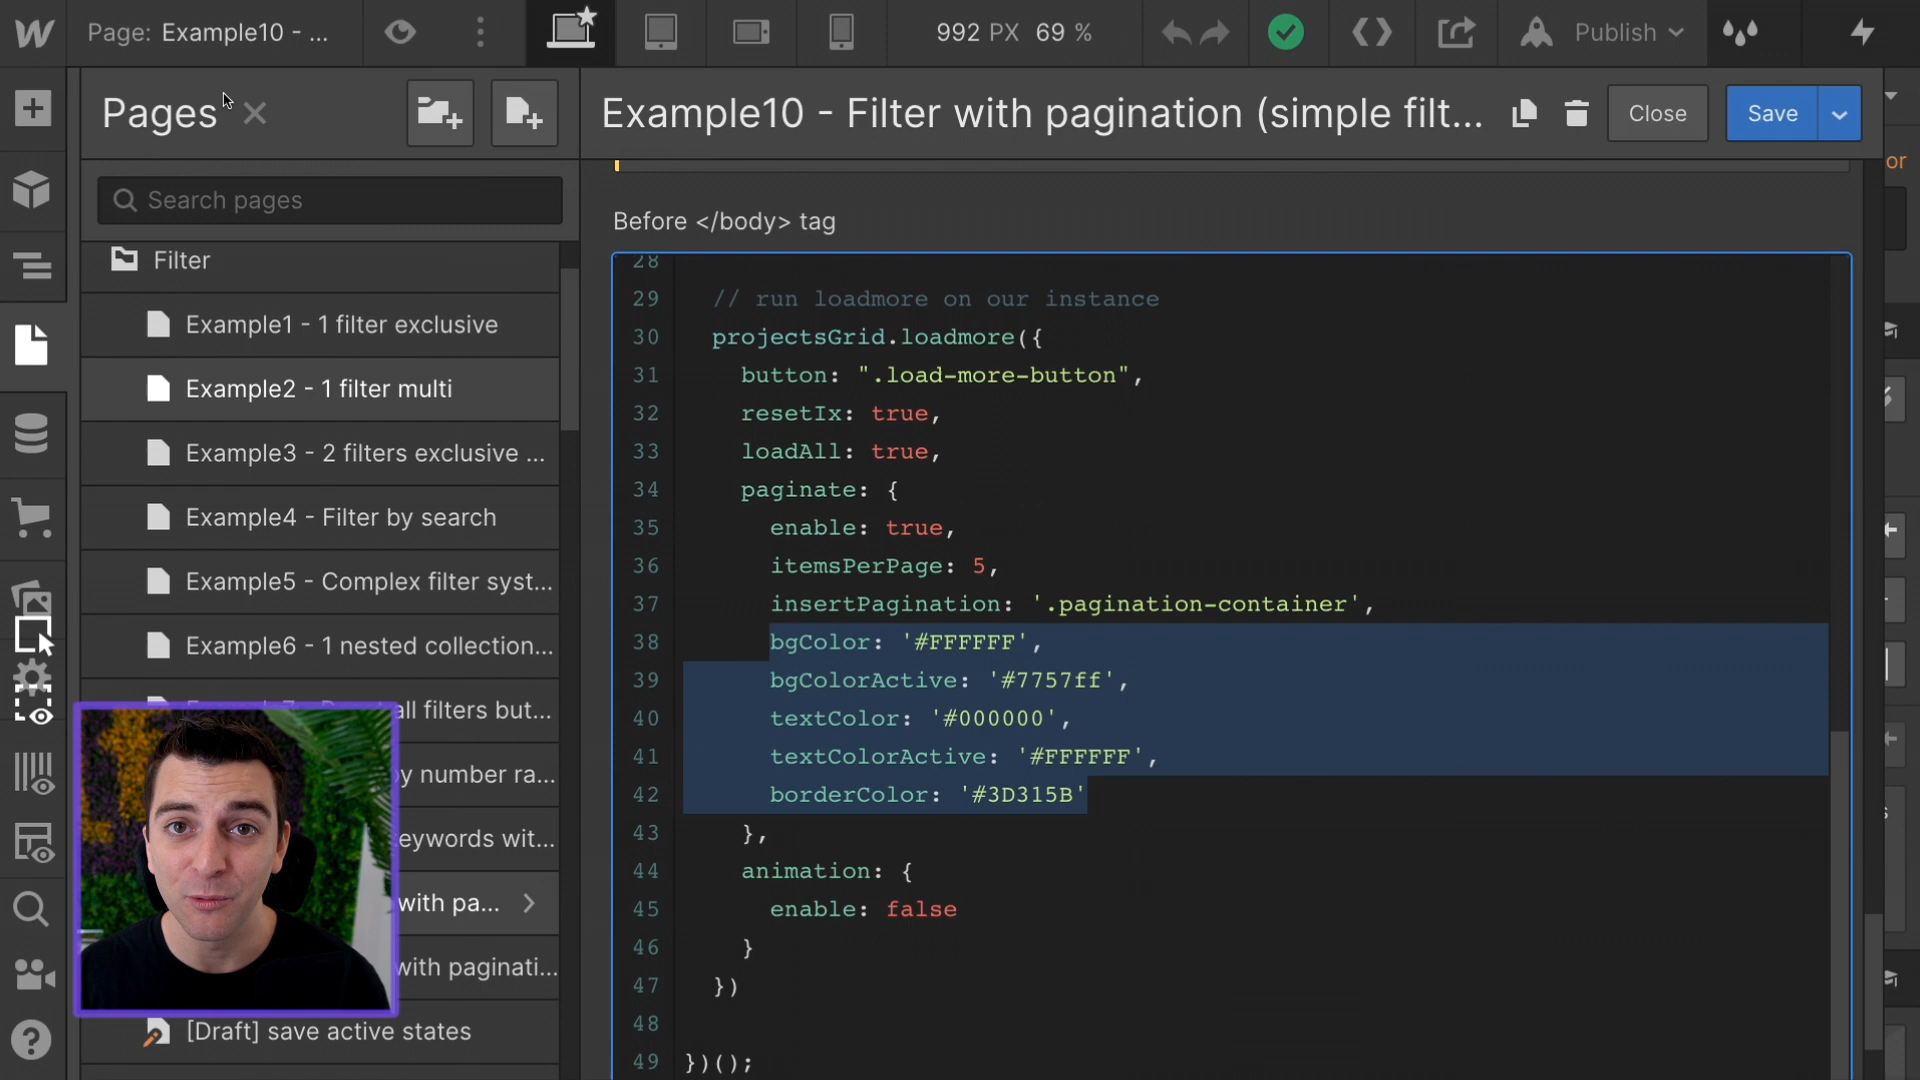 Page: Example10 - ...
992 PX 69 %
Publish
Pages
Example10 - Filter with pagination (simple filt...
Close
Save
or
Search pages
Before </body> tag
Filter
Example1 - 1 filter exclusive
Example2 - 1 filter multi
Example3 - 2 filters exclusive ...
Example4 - Filter by search
Example5 - Complex filter syst...
Example6 - 1 nested collection...
all filters but...
by number ra...
eywords wit...
with pa...
with paginati...
[Draft] save active states
28
29 // run loadmore on our instance
30 projectsGrid.loadmore({
31 button: ".load-more-button",
32 resetIx: true,
33 loadAll: true,
34 paginate: {
35 enable: true,
36 itemsPerPage: 5,
37 insertPagination: '.pagination-container',
38 bgColor: '#FFFFFF',
39 bgColorActive: '#7757ff',
40 textColor: '#000000',
41 textColorActive: '#FFFFFF',
42 borderColor: '#3D315B'
43 },
44 animation: {
45 enable: false
46 }
47 })
48
49 })();